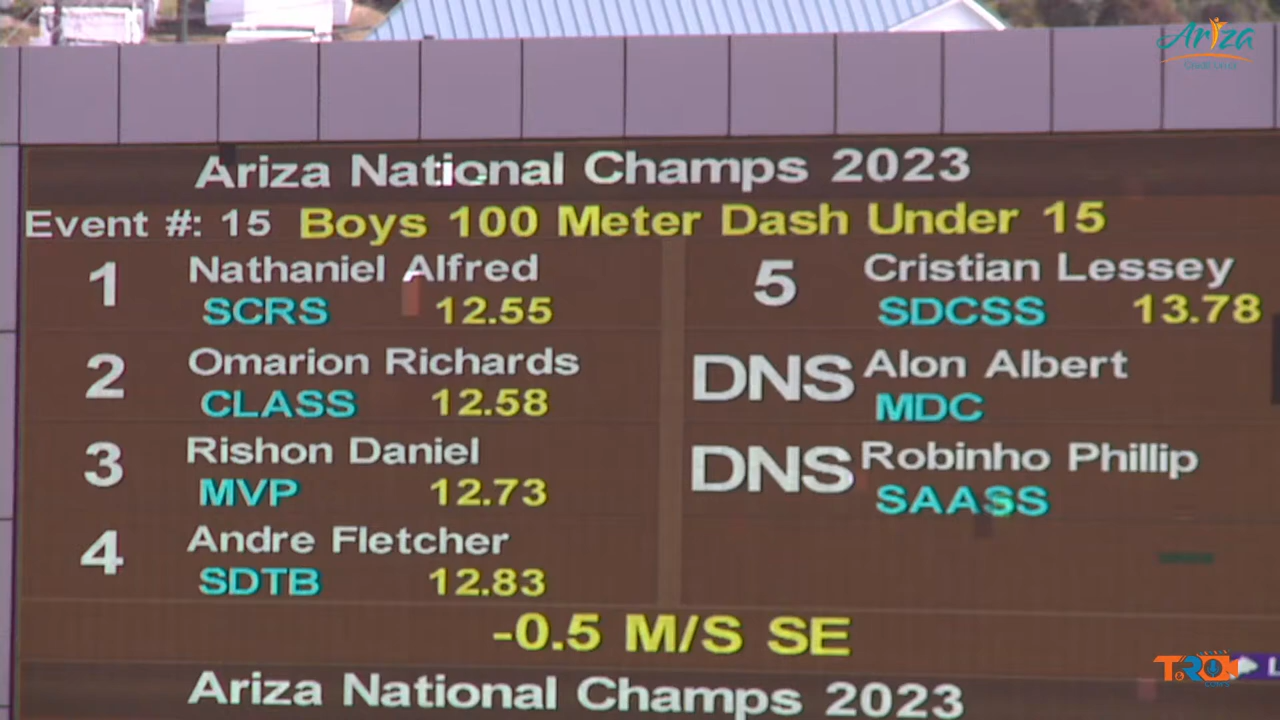 Ariza
Ariza National Champs 2023
Event #: 15 Boys 100 Meter Dash Under 15
1 Nathaniel Alfred
SCRS 12.55
2 Omarion Richards
CLASS 12.58
3 Rishon Daniel
MVP 12.73
4 Andre Fletcher
SDTB 12.83
5 Cristian Lessey
SDCSS 13.78
DNS Alon Albert
MDC
DNS Robinho Phillip
SAASS
-0.5 M/S SE
Ariza National Champs 2023